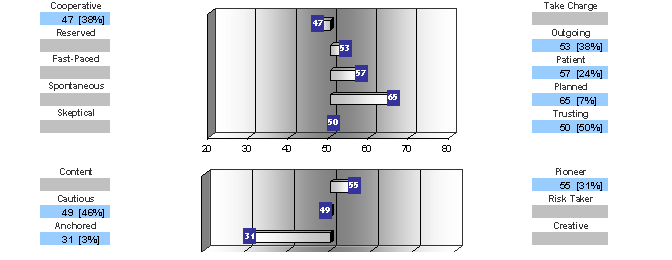 Cooperative Take Charge
47 [38%] 47
Reserved Outgoing
53 53 [38%]
Fast-Paced Patient
57 57 [24%]
Spontaneous Planned
65 65 [7%]
Skeptical Trusting
50 50 [50%]
20 30 40 50 60 70 80
Content Pioneer
55 55 [31%]
Cautious Risk Taker
49 [46%] 49
Anchored Creative
31 [3%] 31